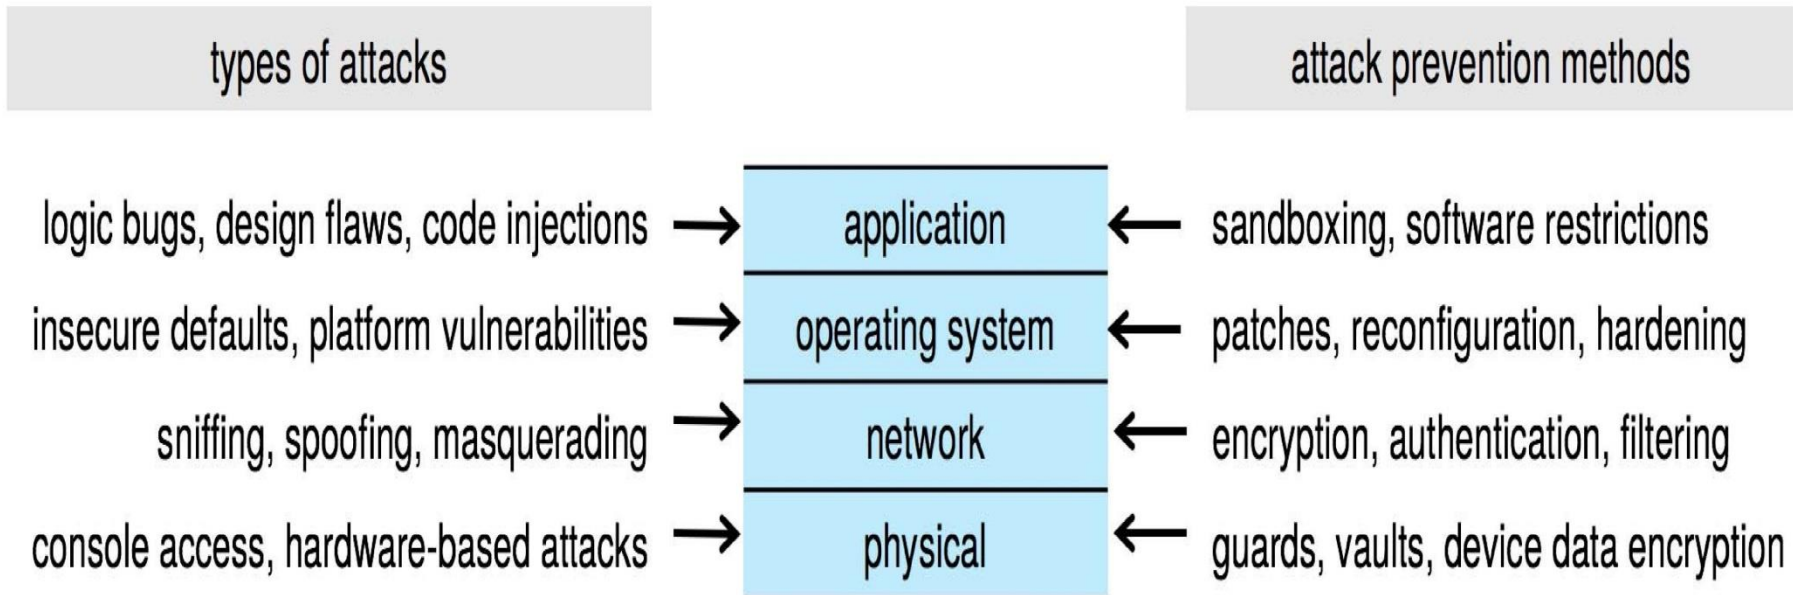 types of attacks
attack prevention methods
logic bugs, design flaws, code injections
application
sandboxing, software restrictions
insecure defaults, platform vulnerabilities
operating system
patches, reconfiguration, hardening
sniffing, spoofing, masquerading
network
encryption, authentication, filtering
console access, hardware-based attacks
physical
guards, vaults, device data encryption